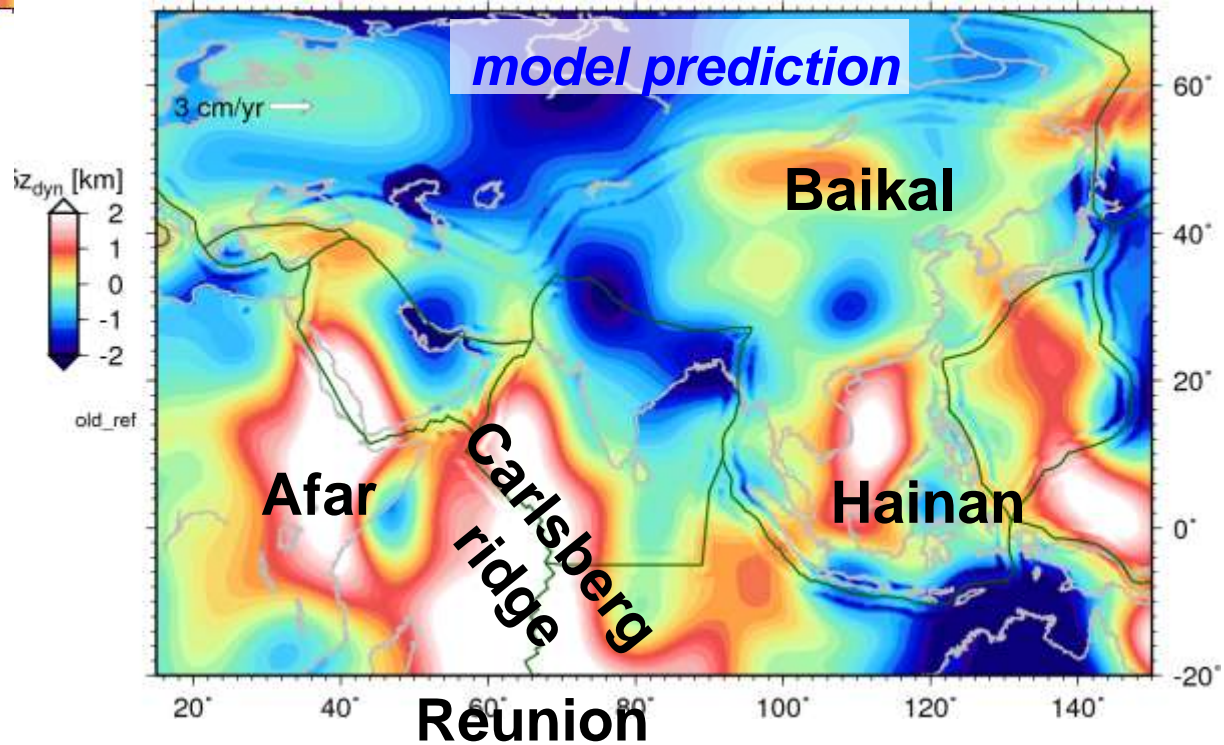 model prediction
3 cm/yr
δz_dyn [km]
2
1
0
-1
-2
old_ref
Baikal
Afar
Carlsberg
ridge
Hainan
Reunion
60°
40°
20°
0°
-20°
20°
40°
60°
80°
100°
120°
140°